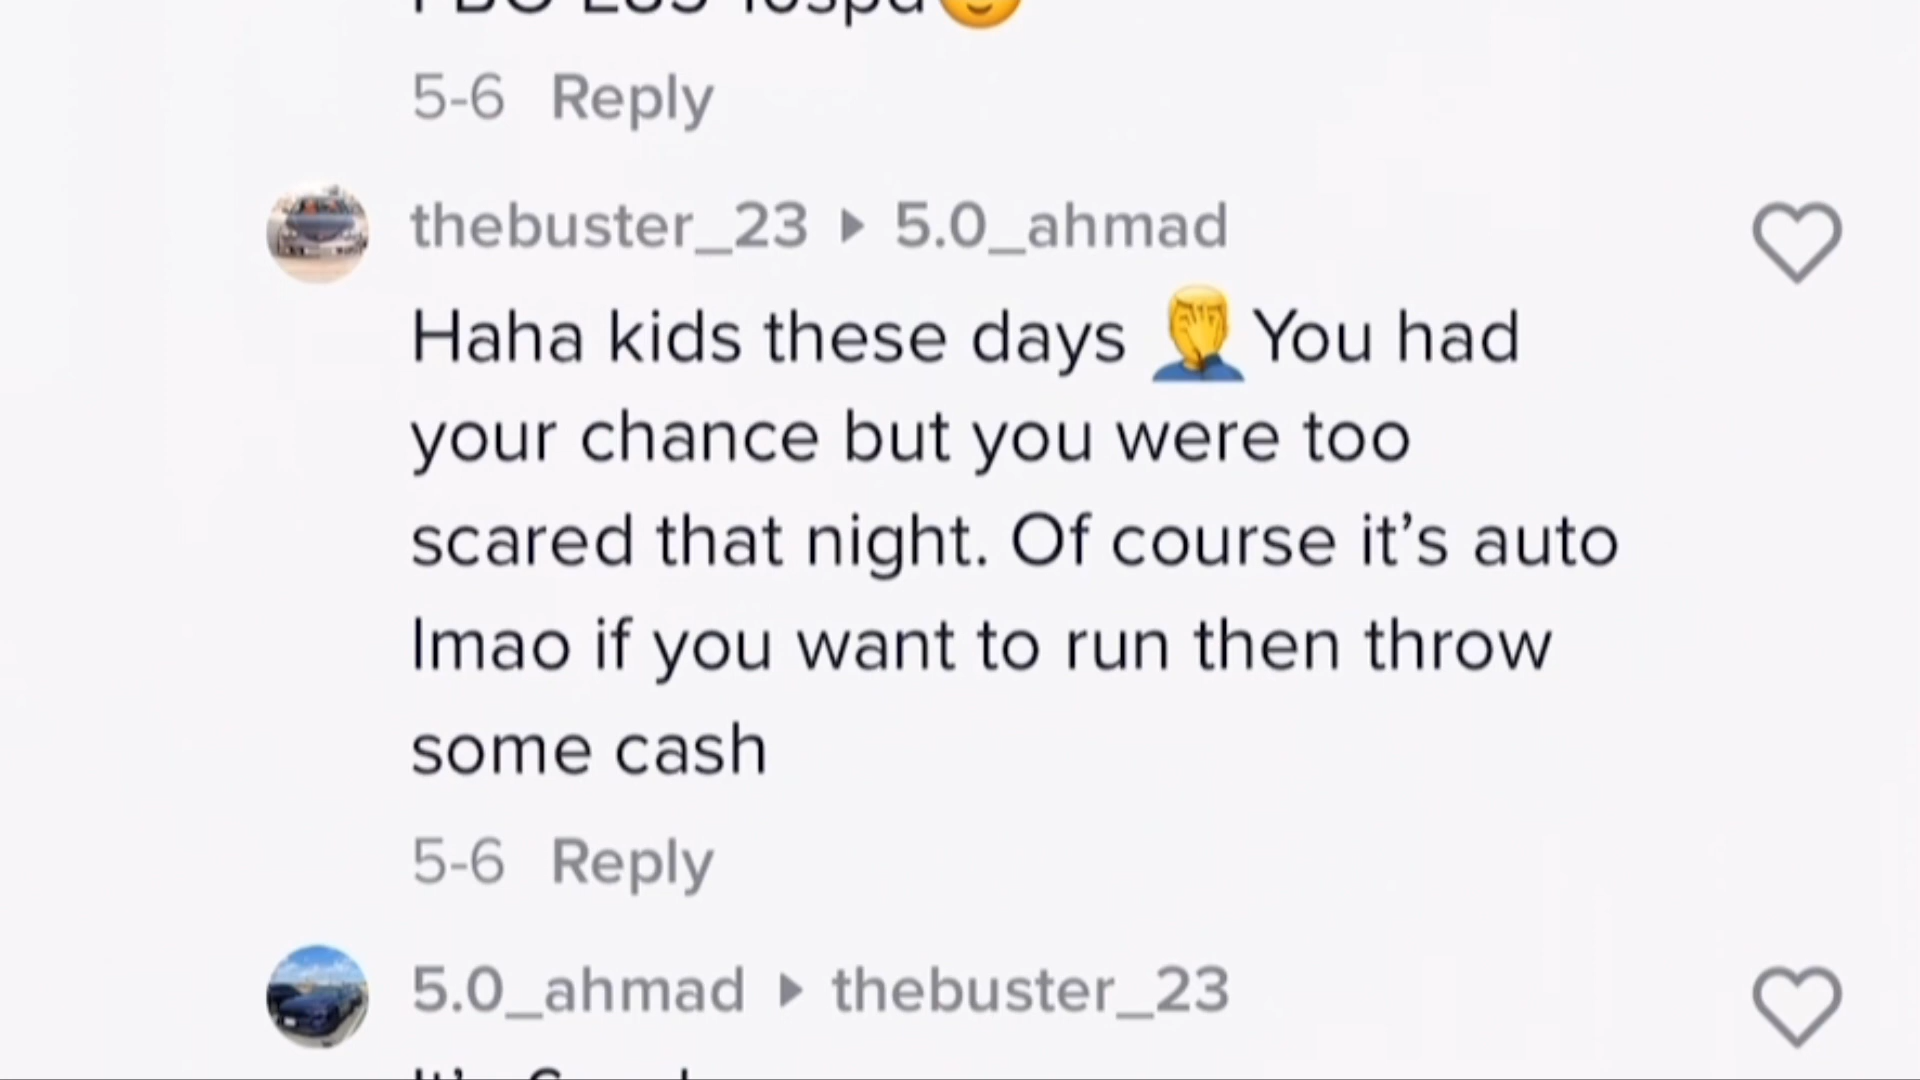 5-6 Reply
thebuster_23 ▶ 5.0_ahmad
Haha kids these days 🤦‍♂️You had
your chance but you were too
scared that night. Of course it’s auto
lmao if you want to run then throw
some cash
5-6 Reply
5.0_ahmad ▶ thebuster_23